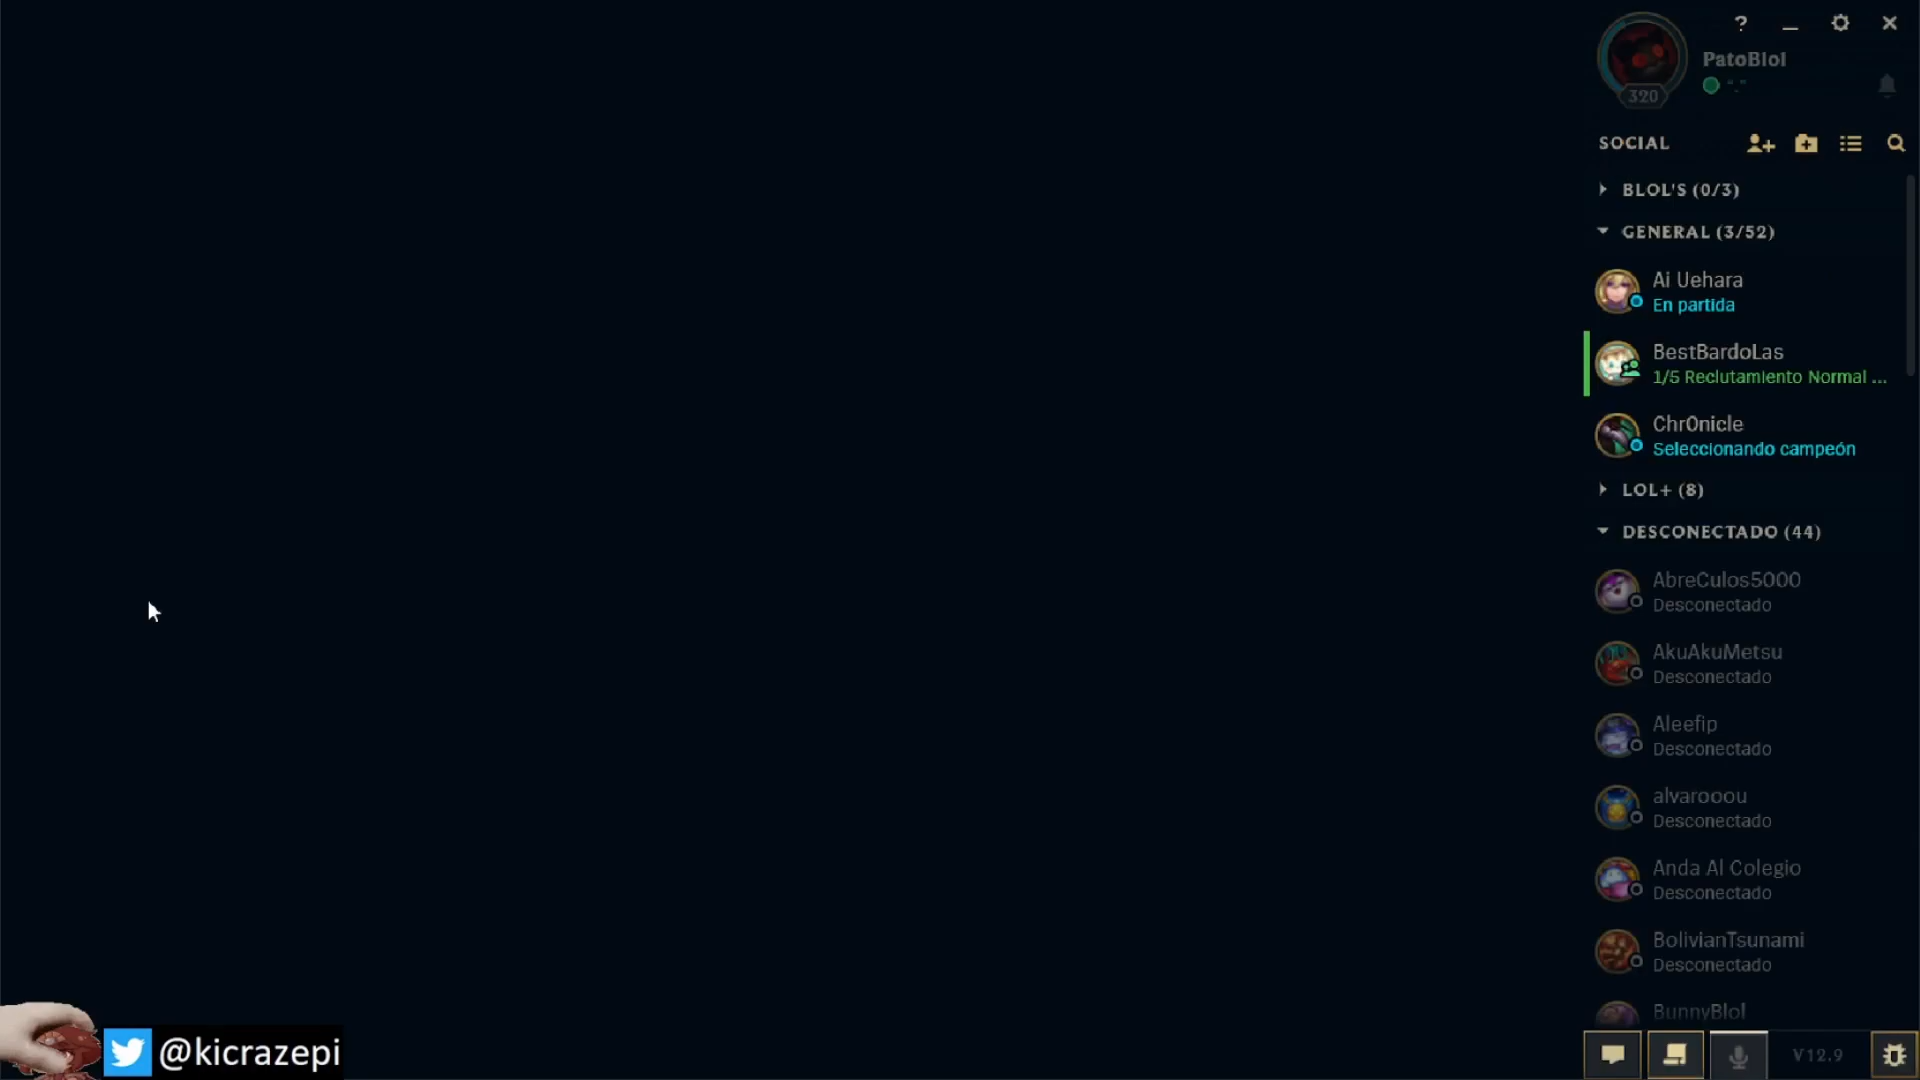 ?
PatoBlol
320
"."
SOCIAL
BLOL'S (0/3)
GENERAL (3/52)
Ai Uehara
En partida
BestBardoLas
1/5 Reclutamiento Normal ...
Chr0nicle
Seleccionando campeón
LOL+ (8)
DESCONECTADO (44)
AbreCulos5000
Desconectado
AkuAkuMetsu
Desconectado
Aleefip
Desconectado
alvarooou
Desconectado
Anda Al Colegio
Desconectado
BolivianTsunami
Desconectado
BunnyBlol
@kicrazepi
V12.9